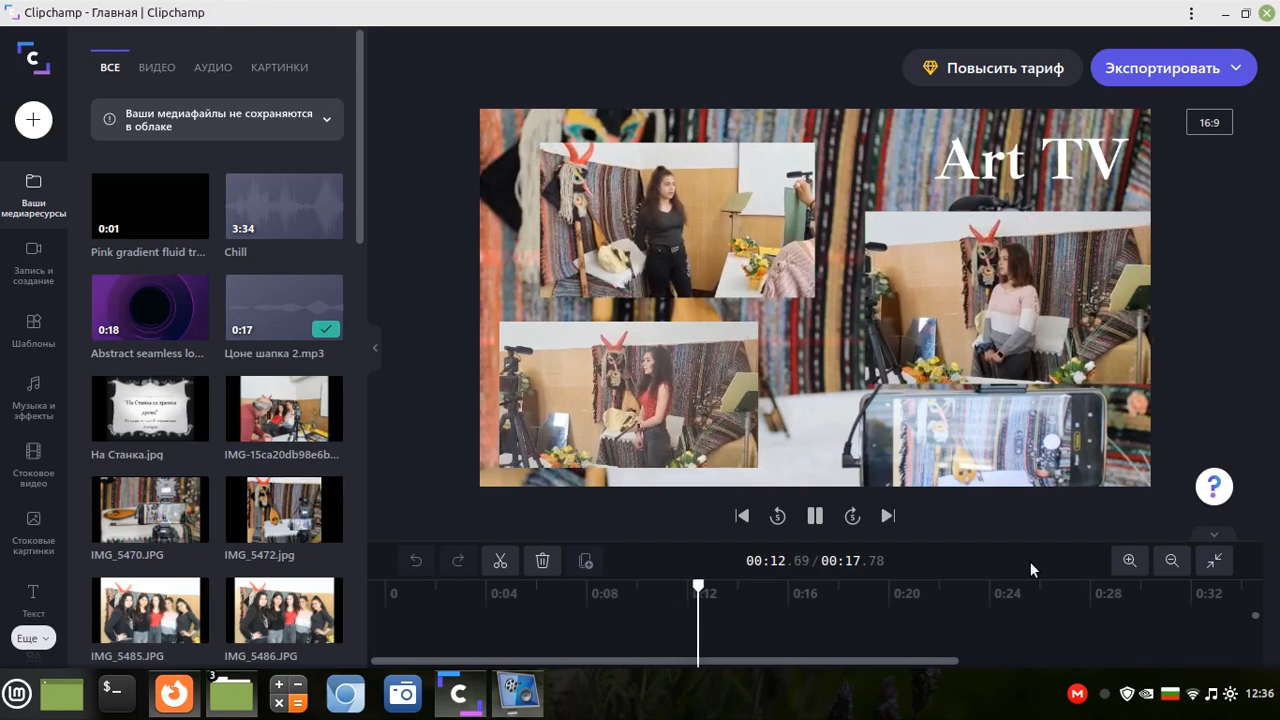 Clipchamp - Главная | Clipchamp
ВСЕ
ВИДЕО
АУДИО
КАРТИНКИ
Ваши медиафайлы не сохраняются
в облаке
Повысить тариф
Экспортировать
16:9
Art TV
Ваши
медиаресурсы
Запись и
создание
Шаблоны
Музыка и
эффекты
Стоковое
видео
Стоковые
картинки
Текст
Еще
0:01
Pink gradient fluid tr...
3:34
Chill
0:18
Abstract seamless lo...
0:17
Цоне шапка 2.mp3
На Станка.jpg
IMG-15ca20db98e6b...
IMG_5470.JPG
IMG_5472.jpg
IMG_5485.JPG
IMG_5486.JPG
5
5
00:12.69/00:17.78
0
0:04
0:08
0:12
0:16
0:20
0:24
0:28
0:32
3
12:36